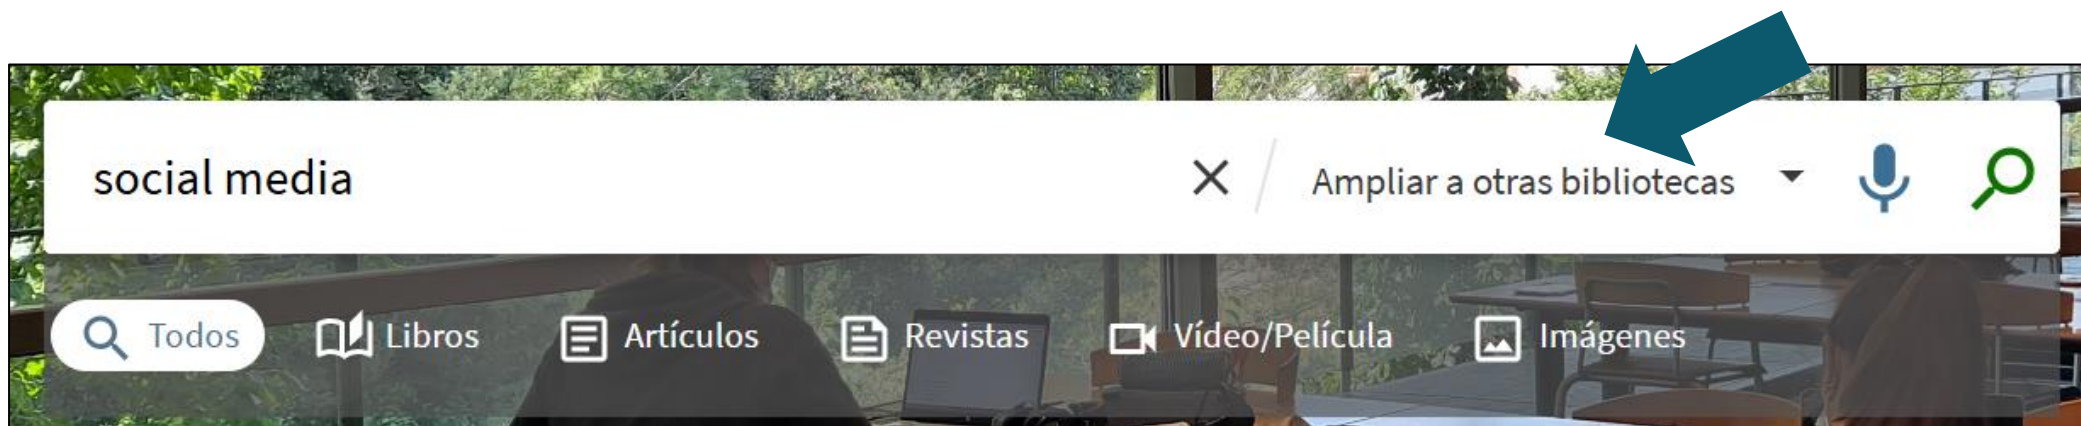 social media
Ampliar a otras bibliotecas
Todos Libros Artículos Revistas Vídeo/Película Imágenes